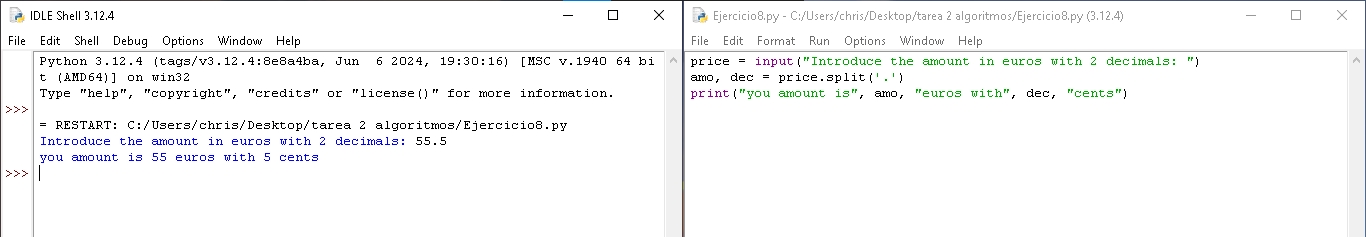 IDLE Shell 3.12.4
File Edit Shell Debug Options Window Help
Python 3.12.4 (tags/v3.12.4:8e8a4ba, Jun  6 2024, 19:30:16) [MSC v.1940 64 bi
t (AMD64)] on win32
Type "help", "copyright", "credits" or "license()" for more information.
>>>
= RESTART: C:/Users/chris/Desktop/tarea 2 algoritmos/Ejercicio8.py
Introduce the amount in euros with 2 decimals: 55.5
you amount is 55 euros with 5 cents
>>>
Ejercicio8.py - C:/Users/chris/Desktop/tarea 2 algoritmos/Ejercicio8.py (3.12.4)
File Edit Format Run Options Window Help
price = input("Introduce the amount in euros with 2 decimals: ")
amo, dec = price.split('.')
print("you amount is", amo, "euros with", dec, "cents")